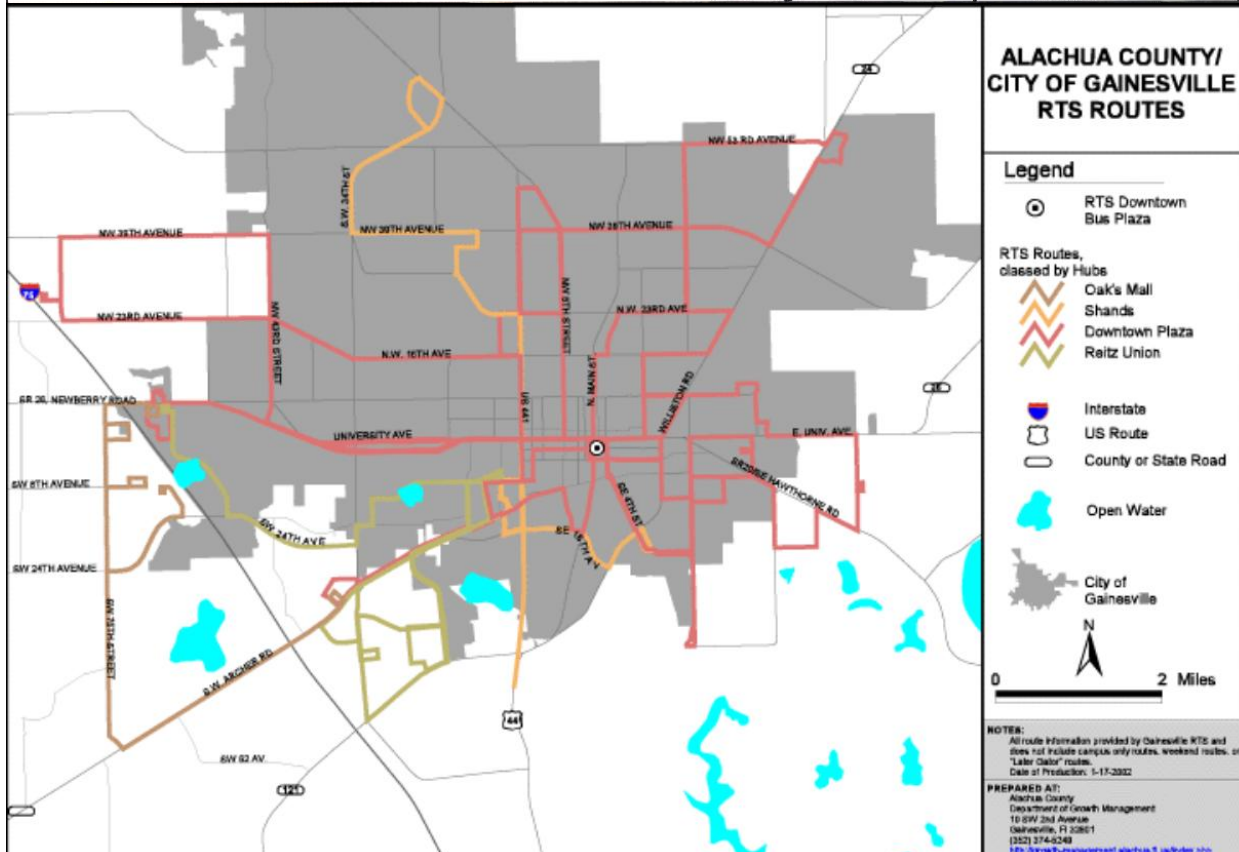 ALACHUA COUNTY/
CITY OF GAINESVILLE
RTS ROUTES
Legend
RTS Downtown
Bus Plaza
RTS Routes,
classed by Hubs
Oak's Mall
Shands
Downtown Plaza
Reitz Union
Interstate
US Route
County or State Road
Open Water
City of
Gainesville
N
0 2 Miles
NOTES:
All route information provided by Gainesville RTS and
does not include campus only routes, weekend routes, or
"Later Gator" routes.
Date of Production: 1-17-2002
PREPARED AT:
Alachua County
Department of Growth Management
10 SW 2nd Avenue
Gainesville, Fl 32601
(352) 374-5249
24
NW 53 RD AVENUE
S.W. 34TH ST
NW 39TH AVENUE
NW 39TH AVENUE
NW 39TH AVENUE
75
NW 23RD AVENUE
NW 43RD STREET
NW 6TH STREET
N.W. 23RD AVE
N.W. 16TH AVE
N. MAIN ST.
US 441
WILLISTON RD
26
SR 26, NEWBERRY ROAD
UNIVERSITY AVE
E. UNIV. AVE.
SR20/SE HAWTHORNE RD
SW 8TH AVENUE
SW 24TH AVE
SE 4TH ST
SE 16TH AV
SW 24TH AVENUE
SW 75TH STREET
S.W. ARCHER RD
441
SW 62 AV
121